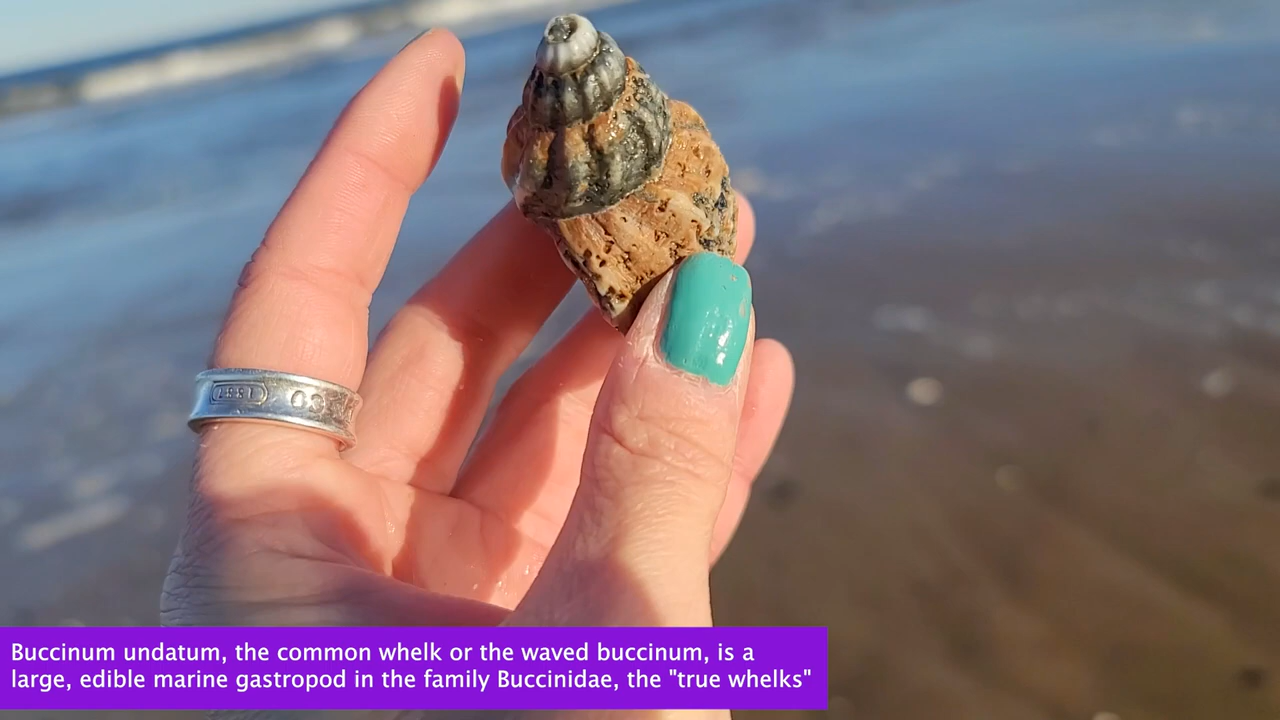 1837
Buccinum undatum, the common whelk or the waved buccinum, is a
large, edible marine gastropod in the family Buccinidae, the "true whelks"